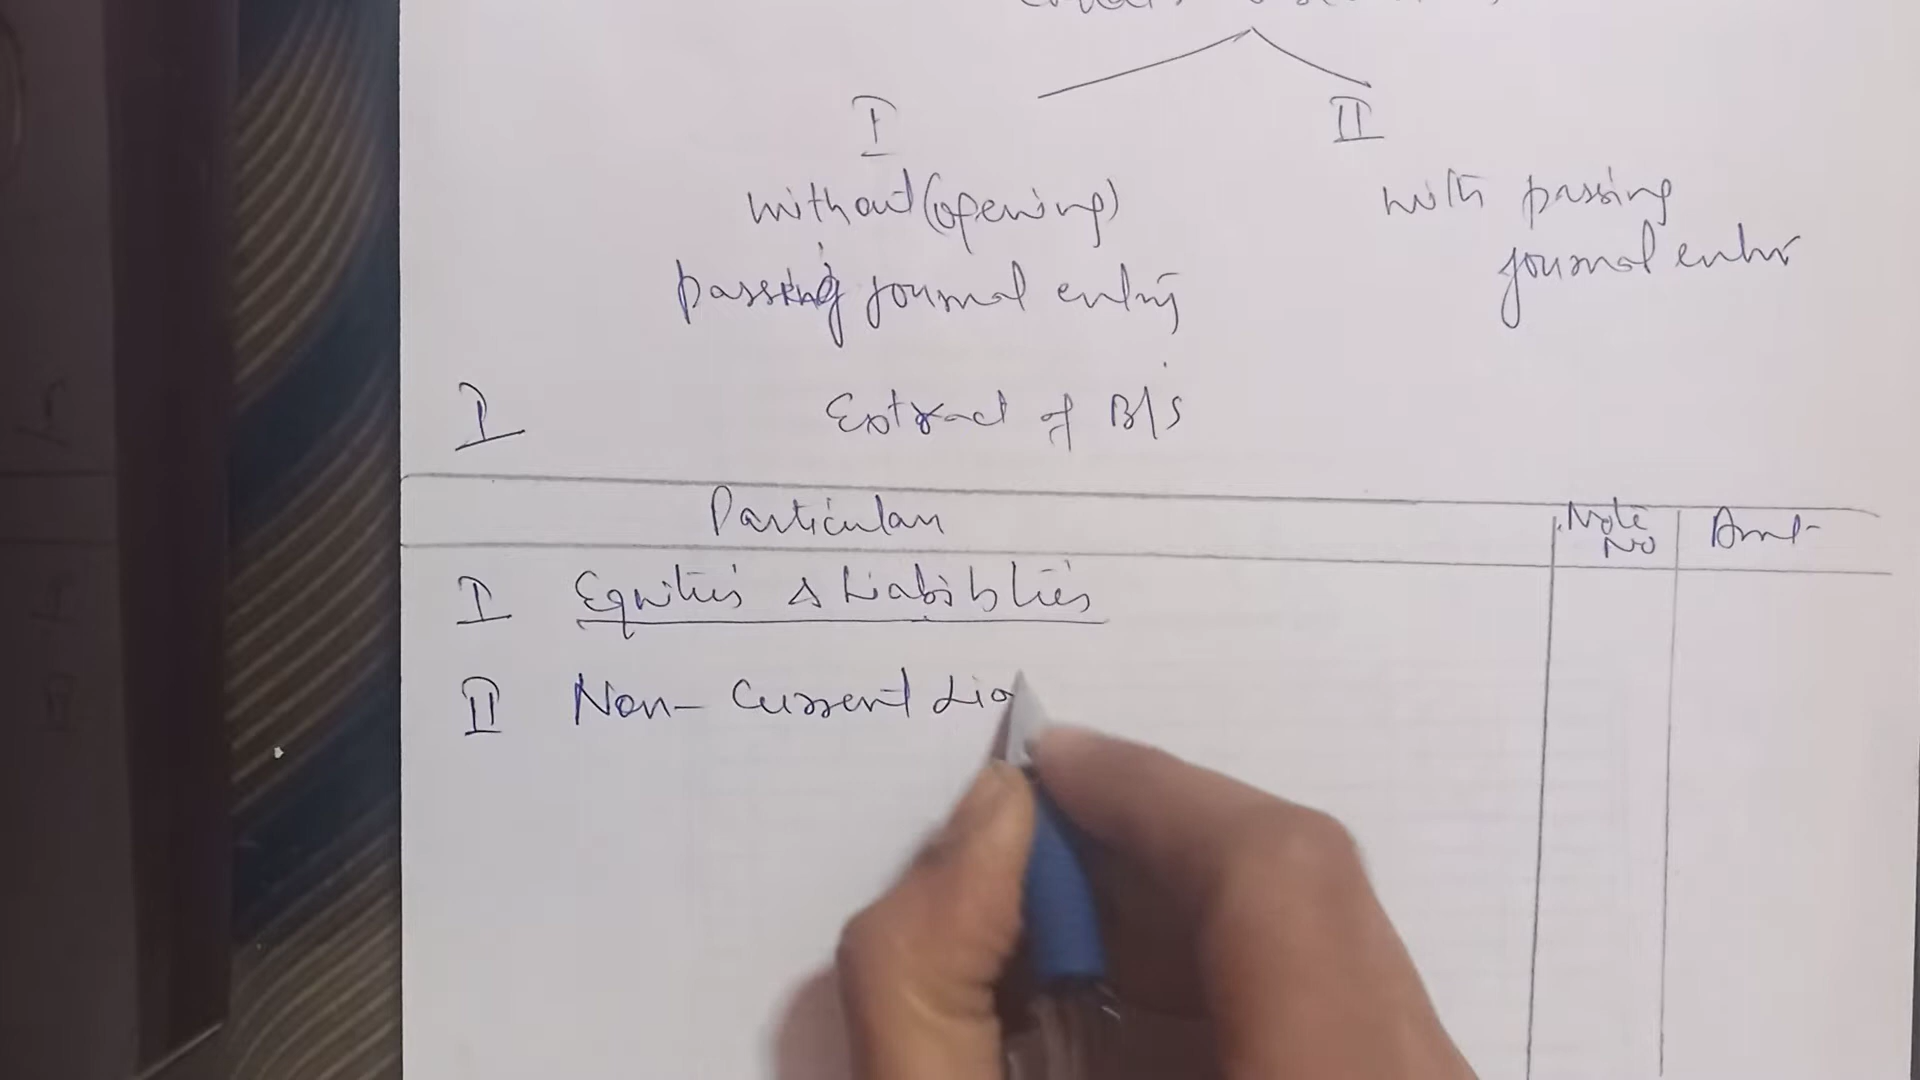 I
II
without (opening)
with passing
passing journal entry
journal entry
I
Extract of B/S
Particulars
Note No
Amt
I Equities & Liabiblties
II Non-Current Lia